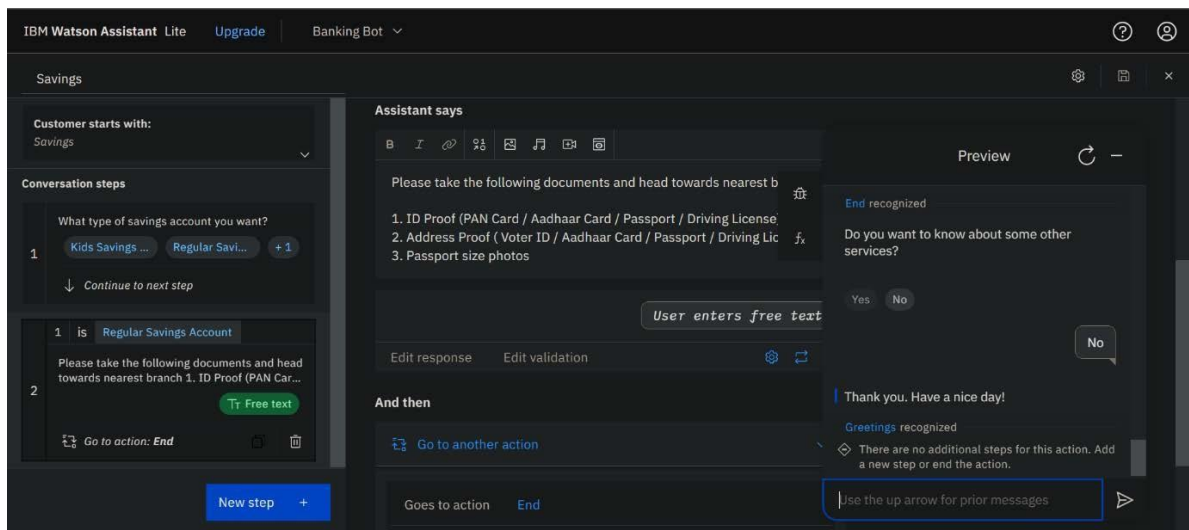 IBM Watson Assistant Lite Upgrade Banking Bot
Savings
Customer starts with:
Savings
Conversation steps
1
What type of savings account you want?
Kids Savings ... Regular Savi... + 1
Continue to next step
2
1 is Regular Savings Account
Please take the following documents and head
towards nearest branch 1. ID Proof (PAN Car...
Tт Free text
Go to action: End
New step +
Assistant says
B I
Please take the following documents and head towards nearest b
1. ID Proof (PAN Card / Aadhaar Card / Passport / Driving License)
2. Address Proof ( Voter ID / Aadhaar Card / Passport / Driving Lic
3. Passport size photos
User enters free text
Edit response Edit validation
And then
Go to another action
Goes to action End
fx
Preview
End recognized
Do you want to know about some other
services?
Yes No
No
Thank you. Have a nice day!
Greetings recognized
There are no additional steps for this action. Add
a new step or end the action.
Use the up arrow for prior messages